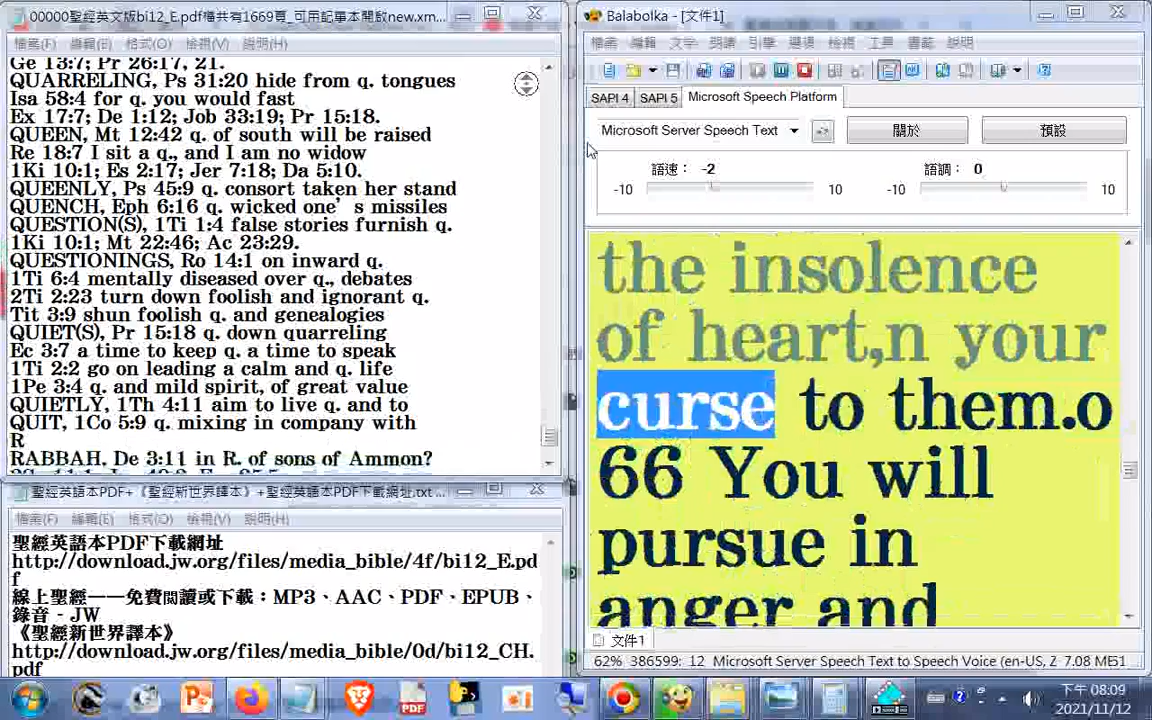 00000聖經英文版bi12_E.pdf檔共有1669頁_可用記事本開啟new.xm...
檔案(F) 編輯(E) 格式(O) 檢視(V) 說明(H)
Ge 13:7; Pr 26:17, 21.
QUARRELING, Ps 31:20 hide from q. tongues
Isa 58:4 for q. you would fast
Ex 17:7; De 1:12; Job 33:19; Pr 15:18.
QUEEN, Mt 12:42 q. of south will be raised
Re 18:7 I sit a q., and I am no widow
1Ki 10:1; Es 2:17; Jer 7:18; Da 5:10.
QUEENLY, Ps 45:9 q. consort taken her stand
QUENCH, Eph 6:16 q. wicked one's missiles
QUESTION(S), 1Ti 1:4 false stories furnish q.
1Ki 10:1; Mt 22:46; Ac 23:29.
QUESTIONINGS, Ro 14:1 on inward q.
1Ti 6:4 mentally diseased over q., debates
2Ti 2:23 turn down foolish and ignorant q.
Tit 3:9 shun foolish q. and genealogies
QUIET(S), Pr 15:18 q. down quarreling
Ec 3:7 a time to keep q. a time to speak
1Ti 2:2 go on leading a calm and q. life
1Pe 3:4 q. and mild spirit, of great value
QUIETLY, 1Th 4:11 aim to live q. and to
QUIT, 1Co 5:9 q. mixing in company with
R
RABBAH, De 3:11 in R. of sons of Ammon?
聖經英語本PDF+《聖經新世界譯本》+聖經英語本PDF下載網址.txt ...
檔案(F) 編輯(E) 格式(O) 檢視(V) 說明(H)
聖經英語本PDF下載網址
http://download.jw.org/files/media_bible/4f/bi12_E.pd
f
線上聖經——免費閱讀或下載：MP3、AAC、PDF、EPUB、
錄音 - JW
《聖經新世界譯本》
http://download.jw.org/files/media_bible/0d/bi12_CH.
pdf
Balabolka - [文件1]
檔案 編輯 文字 朗讀 引擎 選項 檢視 工具 書籤 說明
SAPI 4 SAPI 5 Microsoft Speech Platform
Microsoft Server Speech Text 關於 預設
語速： -2 語調： 0
-10 10 -10 10
the insolence
of heart,n your
curse to them.o
66 You will
pursue in
anger and
文件1
62% 386599: 12 Microsoft Server Speech Text to Speech Voice (en-US, Z 7.08 ME51
下午 08:09
2021/11/12